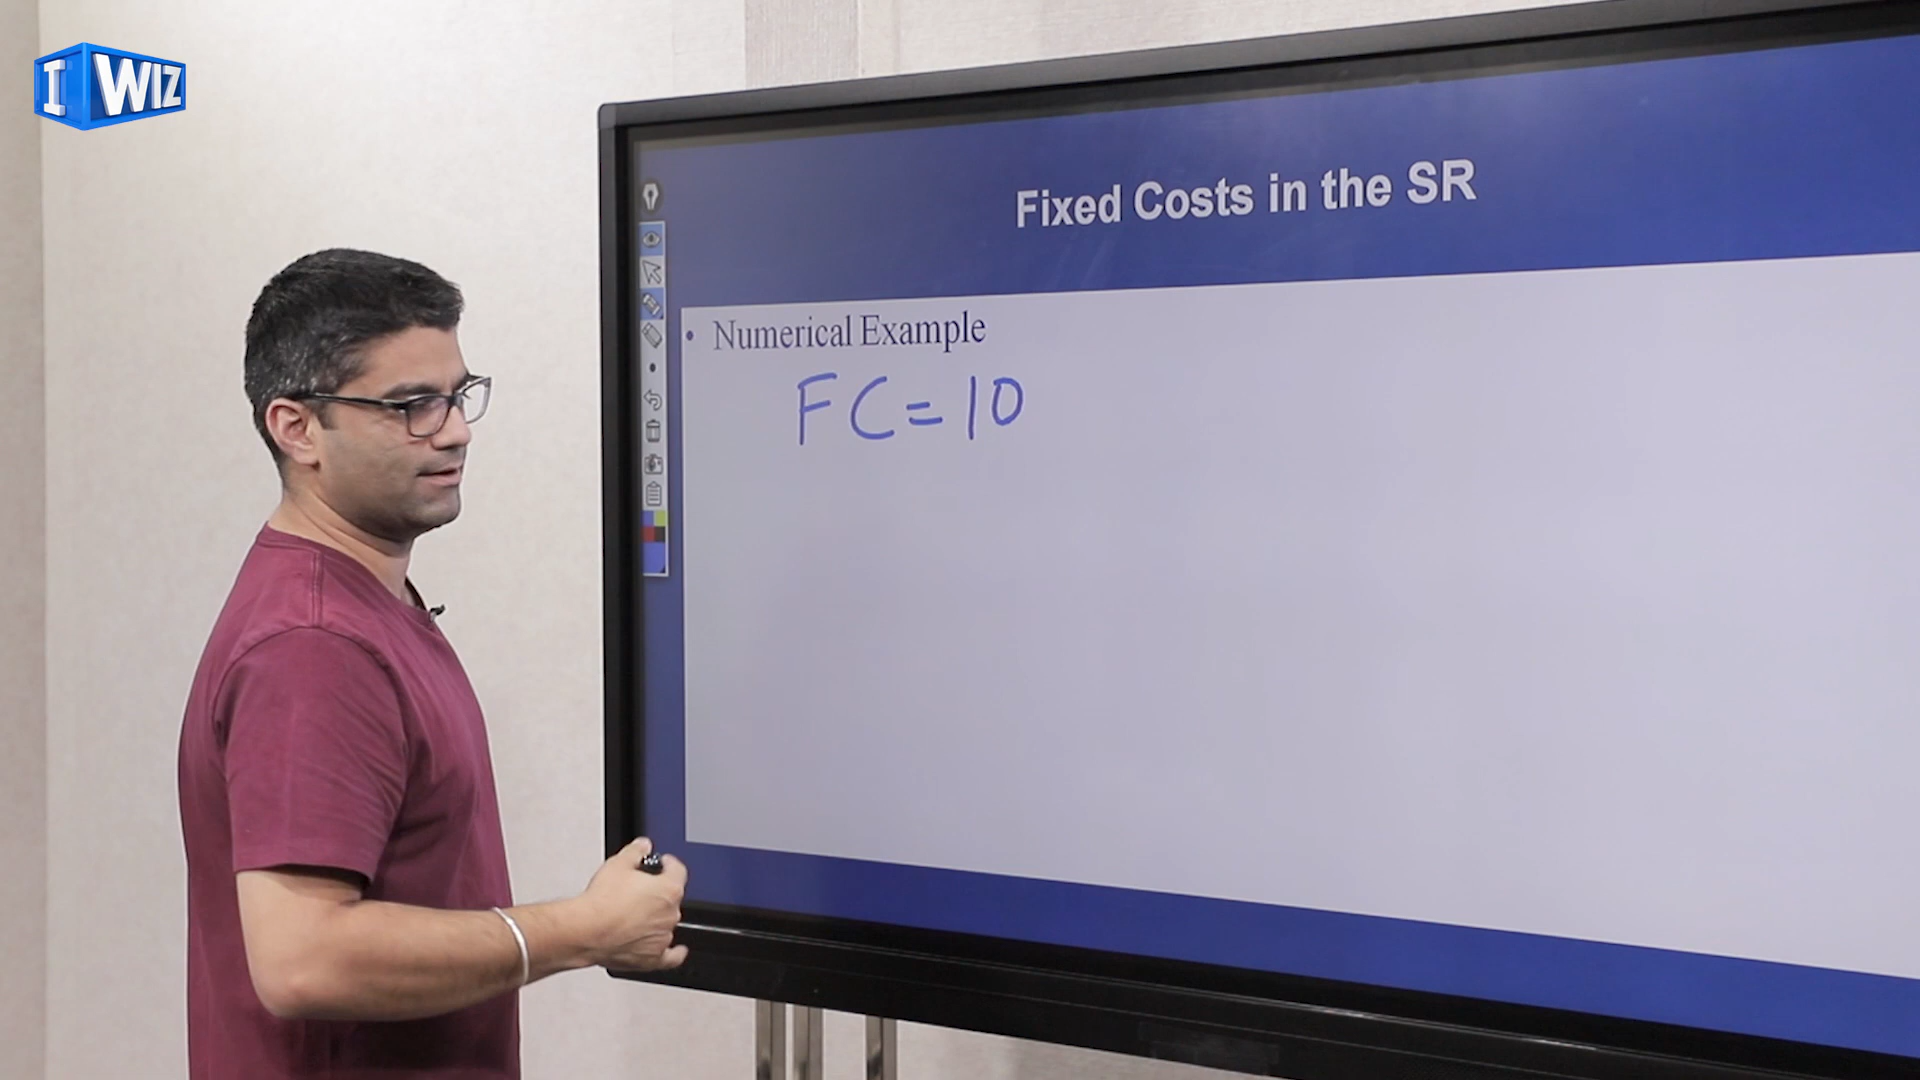 I WIZ
Fixed Costs in the SR
• Numerical Example
FC=10